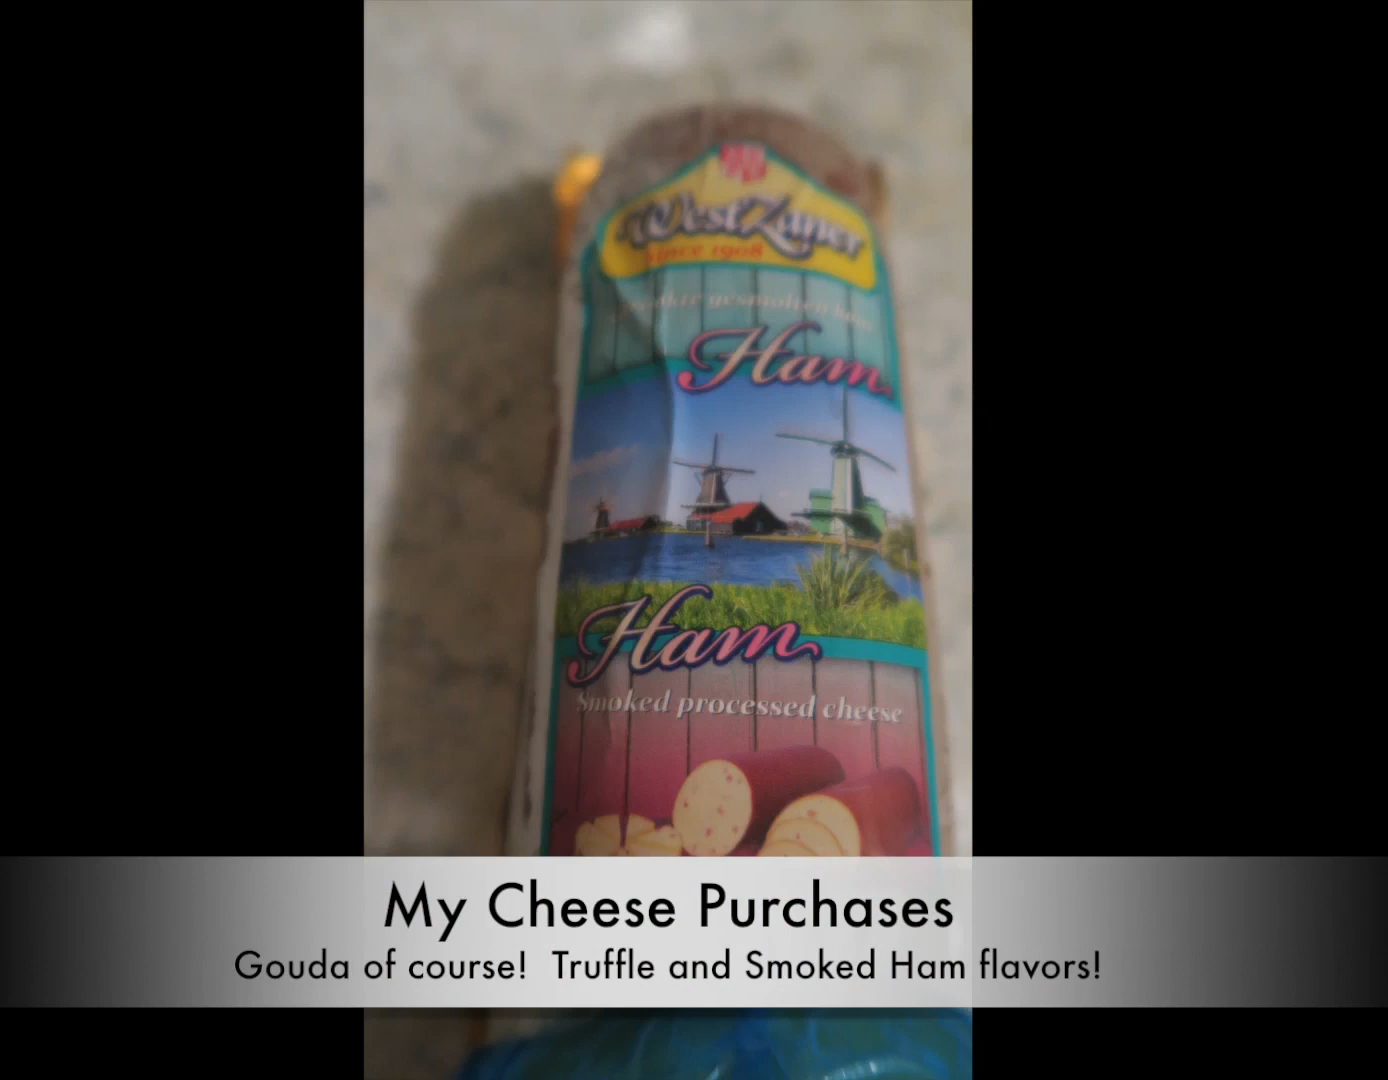 WestZaner
Since 1908
gesmolten
Ham
Ham
Smoked processed cheese
My Cheese Purchases
Gouda of course!  Truffle and Smoked Ham flavors!